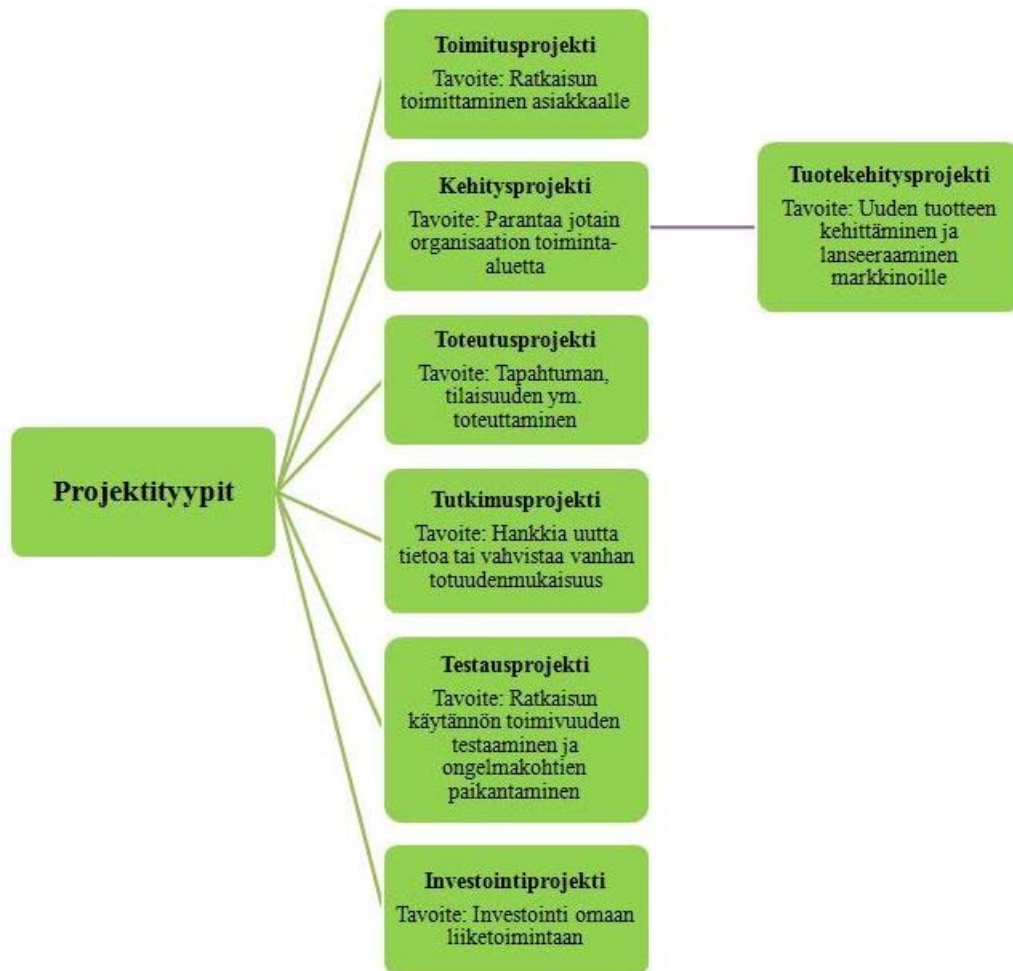 Toimitusprojekti
Tavoite: Ratkaisun
toimittaminen asiakkaalle
Kehitysprojekti
Tavoite: Parantaa jotain
organisaation toiminta-
aluetta
Tuotekehitysprojekti
Tavoite: Uuden tuotteen
kehittäminen ja
lanseeraaminen
markkinoille
Toteutusprojekti
Tavoite: Tapahtuman,
tilaisuuden ym.
toteuttaminen
Projektityypit
Tutkimusprojekti
Tavoite: Hankkia uutta
tietoa tai vahvistaa vanhan
totuudenmukaisuus
Testausprojekti
Tavoite: Ratkaisun
käytännön toimivuuden
testaaminen ja
ongelmakohtien
paikantaminen
Investointiprojekti
Tavoite: Investointi omaan
liiketoimintaan